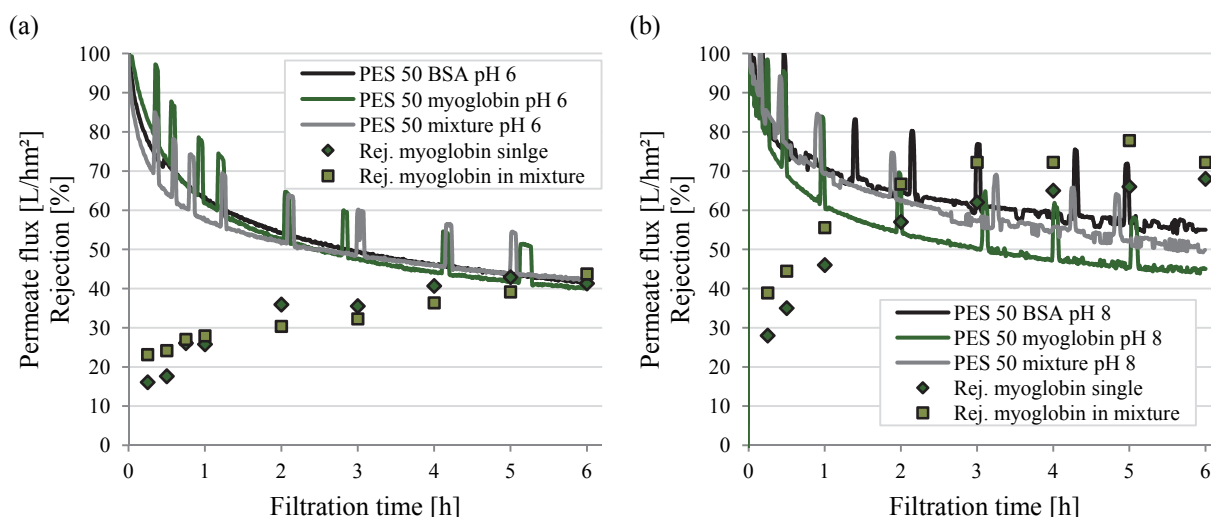 (a)
Permeate flux [L/hm²]
Rejection [%]
100
90
80
70
60
50
40
30
20
10
0
PES 50 BSA pH 6
PES 50 myoglobin pH 6
PES 50 mixture pH 6
Rej. myoglobin sinlge
Rej. myoglobin in mixture
0 1 2 3 4 5 6
Filtration time [h]
(b)
Permeate flux [L/hm²]
Rejection [%]
100
90
80
70
60
50
40
30
20
10
0
PES 50 BSA pH 8
PES 50 myoglobin pH 8
PES 50 mixture pH 8
Rej. myoglobin single
Rej. myoglobin in mixture
0 1 2 3 4 5 6
Filtration time [h]